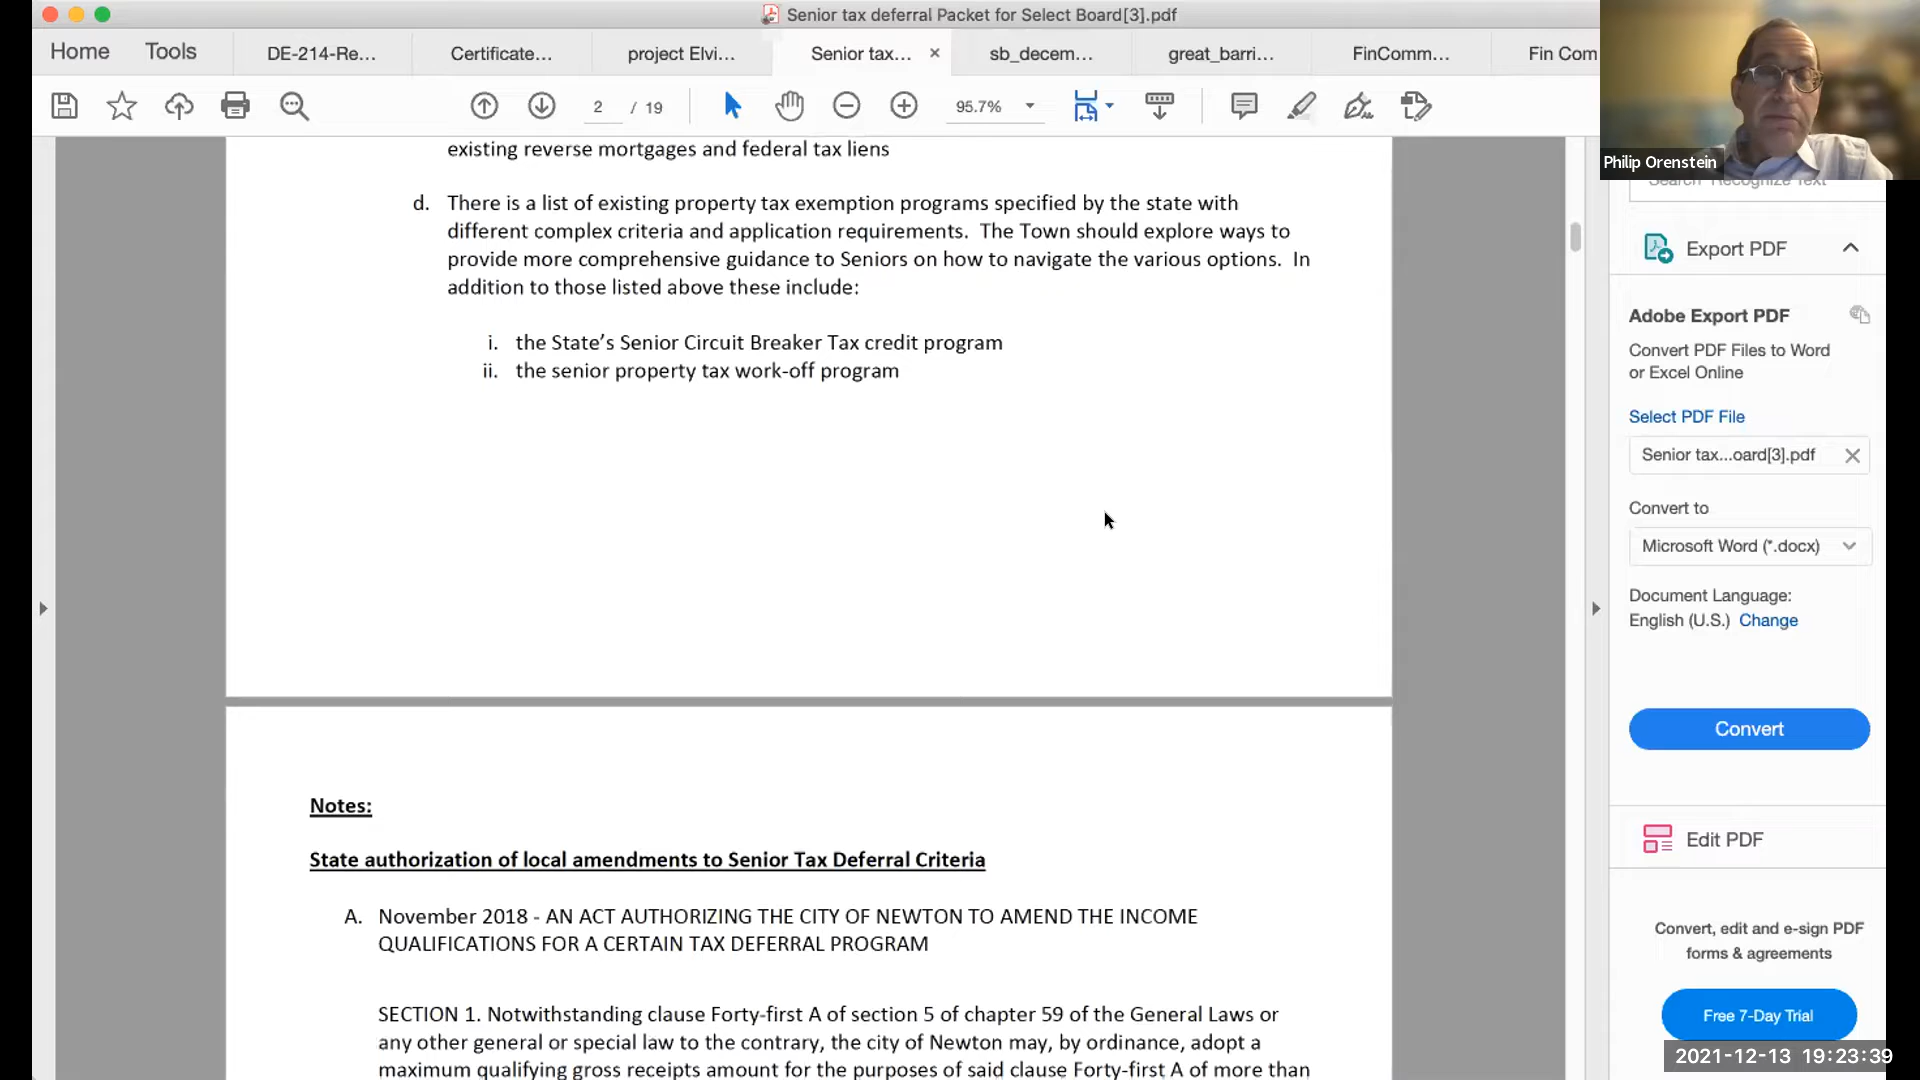 Senior tax deferral Packet for Select Board[3].pdf
Home
Tools
DE-214-Re...
Certificate...
project Elvi...
Senior tax...
sb_decem...
great_barri...
FinComm...
Fin Com
2 / 19
95.7%
Philip Orenstein
existing reverse mortgages and federal tax liens
d. There is a list of existing property tax exemption programs specified by the state with
different complex criteria and application requirements. The Town should explore ways to
provide more comprehensive guidance to Seniors on how to navigate the various options. In
addition to those listed above these include:
i. the State's Senior Circuit Breaker Tax credit program
ii. the senior property tax work-off program
Notes:
State authorization of local amendments to Senior Tax Deferral Criteria
A. November 2018 - AN ACT AUTHORIZING THE CITY OF NEWTON TO AMEND THE INCOME
QUALIFICATIONS FOR A CERTAIN TAX DEFERRAL PROGRAM
SECTION 1. Notwithstanding clause Forty-first A of section 5 of chapter 59 of the General Laws or
any other general or special law to the contrary, the city of Newton may, by ordinance, adopt a
maximum qualifying gross receipts amount for the purposes of said clause Forty-first A of more than
Search 'Recognize Text'
Export PDF
Adobe Export PDF
Convert PDF Files to Word
or Excel Online
Select PDF File
Senior tax...oard[3].pdf
Convert to
Microsoft Word (*.docx)
Document Language:
English (U.S.) Change
Convert
Edit PDF
Convert, edit and e-sign PDF
forms & agreements
Free 7-Day Trial
2021-12-13 19:23:39